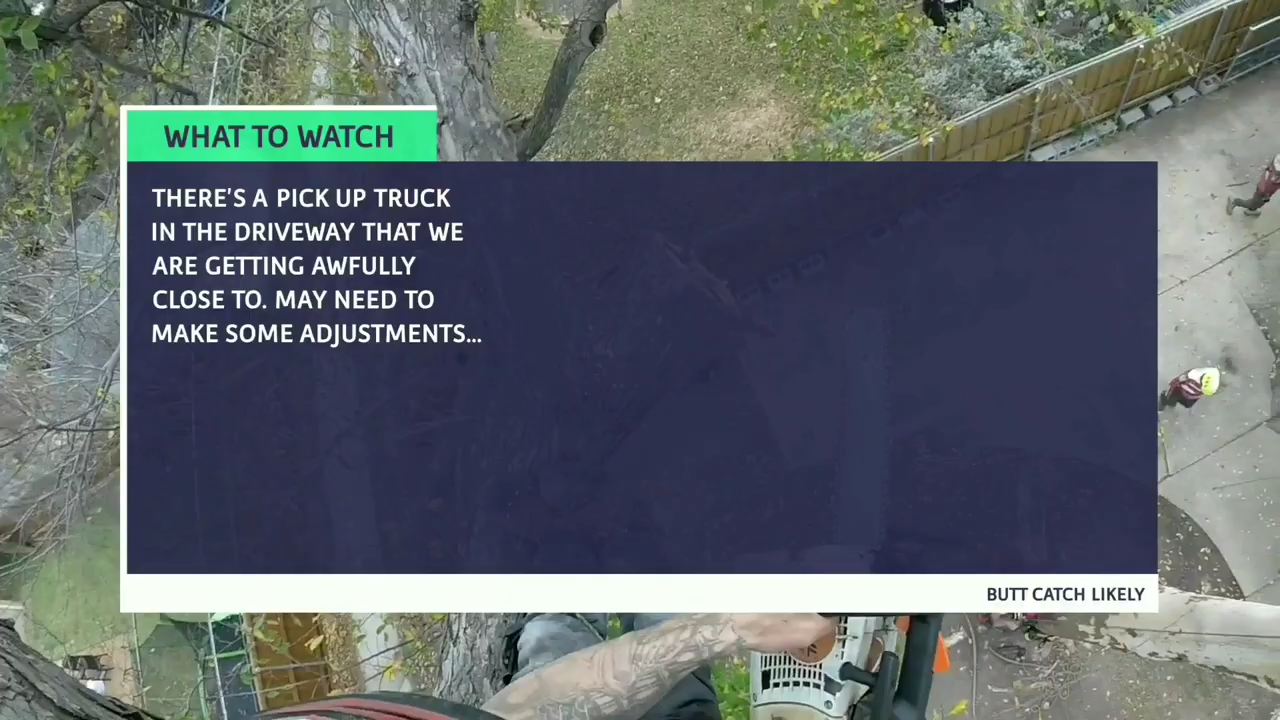 WHAT TO WATCH
THERE'S A PICK UP TRUCK
IN THE DRIVEWAY THAT WE
ARE GETTING AWFULLY
CLOSE TO. MAY NEED TO
MAKE SOME ADJUSTMENTS...
BUTT CATCH LIKELY